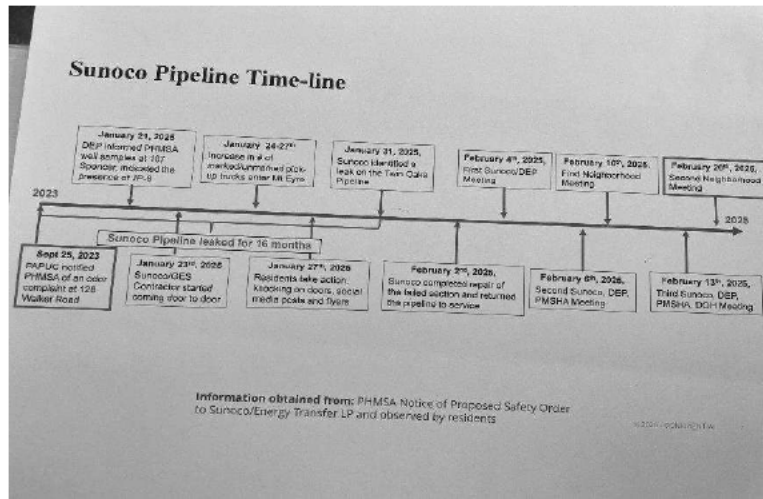 Sunoco Pipeline Time-line
January 21, 2025
DEP informed PHMSA
well samples at 107
Spencer, indicated the
presence of JP-8
January 24-27th
Increase in # of
marked/unmarked pick-
up trucks enter Mt Eyre
January 31, 2025,
Sunoco identified a
leak on the Twin Oaks
Pipeline
February 4th, 2025,
First Sunoco/DEP
Meeting
February 10th, 2025,
First Neighborhood
Meeting
February 20th, 2025,
Second Neighborhood
Meeting
2023
2025
Sunoco Pipeline leaked for 16 months
Sept 25, 2023
PAPUC notified
PHMSA of an odor
complaint at 128
Walker Road
January 23rd, 2025
Sunoco/GES
Contractor started
coming door to door
January 27th, 2025
Residents take action,
knocking on doors, social
media posts and flyers
February 2nd, 2025,
Sunoco completed repair of
the failed section and returned
the pipeline to service
February 6th, 2025,
Second Sunoco, DEP,
PMSHA Meeting
February 13th, 2025,
Third Sunoco, DEP,
PMSHA, DOH Meeting
Information obtained from: PHMSA Notice of Proposed Safety Order
to Sunoco/Energy Transfer LP and observed by residents